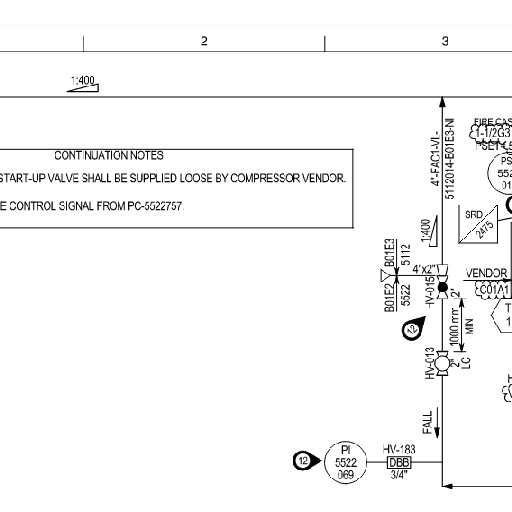 2
3
1:400
CONTINUATION NOTES
START-UP VALVE SHALL BE SUPPLIED LOOSE BY COMPRESSOR VENDOR.
E CONTROL SIGNAL FROM PC-5522757.
4"-FAC1-VL-
5112014-B01E3-NI
1:400
FIRE CAS
1-1/2G3
PS
552
01
SRD
2475
B01E3
5112
B01E2
5522
4"x2"
HV-015
2"
VENDOR
C01A1
T
1
12
1000 mm
MIN
HV-013
2"
LC
FALL
12
PI
5522
069
HV-183
DBB
3/4"